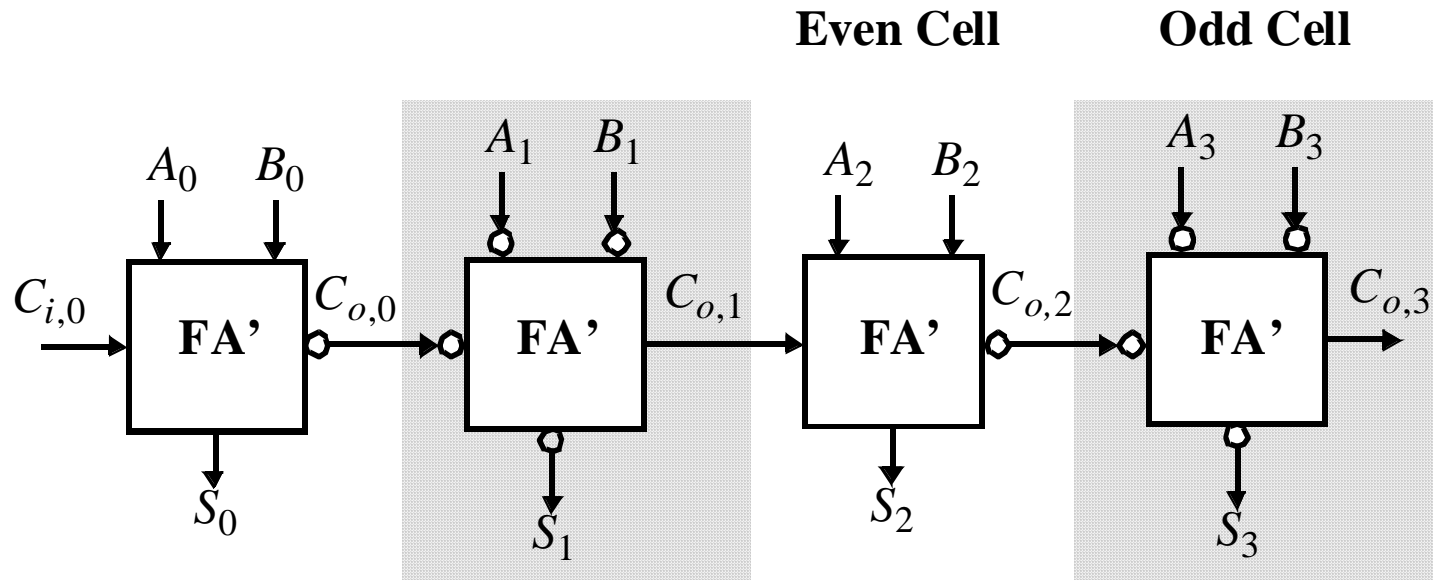 Even Cell Odd Cell
A0 B0 A1 B1 A2 B2 A3 B3
Ci,0 Co,0 Co,1 Co,2 Co,3
FA’ FA’ FA’ FA’
S0 S1 S2 S3